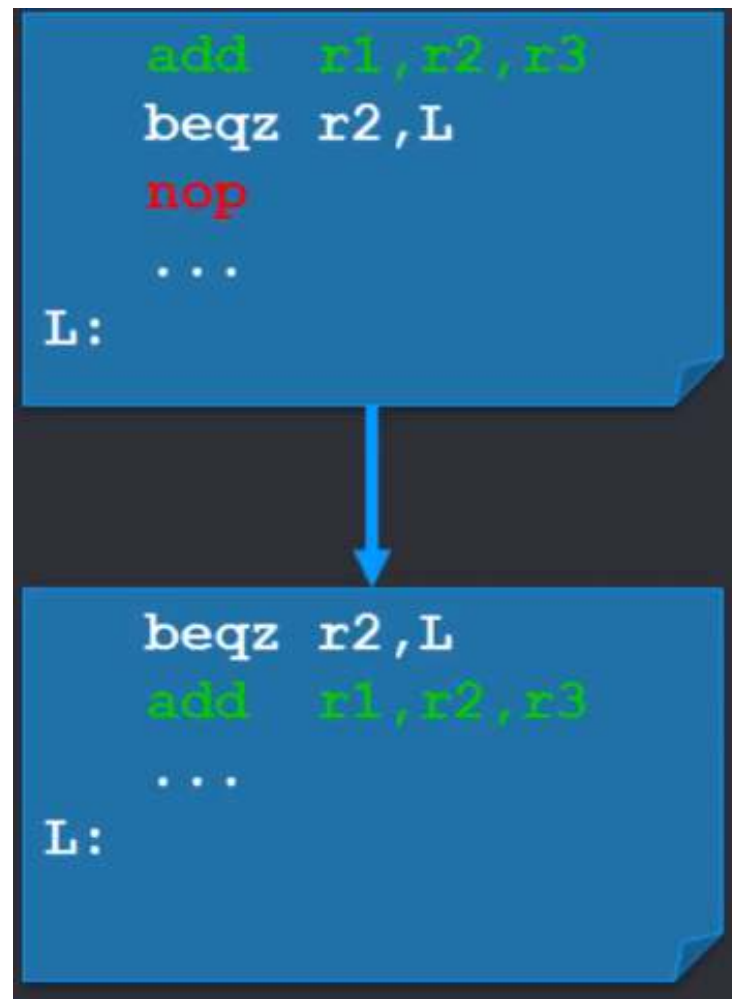 add r1,r2,r3
beqz r2,L
nop
...
L:
beqz r2,L
add r1,r2,r3
...
L: